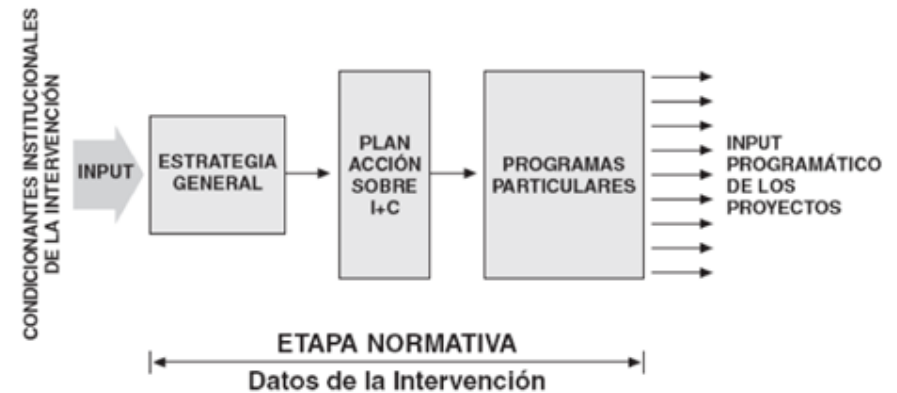 CONDICIONANTES INSTITUCIONALES
DE LA INTERVENCIÓN
INPUT
ESTRATEGIA
GENERAL
PLAN
ACCIÓN
SOBRE
I+C
PROGRAMAS
PARTICULARES
INPUT
PROGRAMÁTICO
DE LOS
PROYECTOS
ETAPA NORMATIVA
Datos de la Intervención